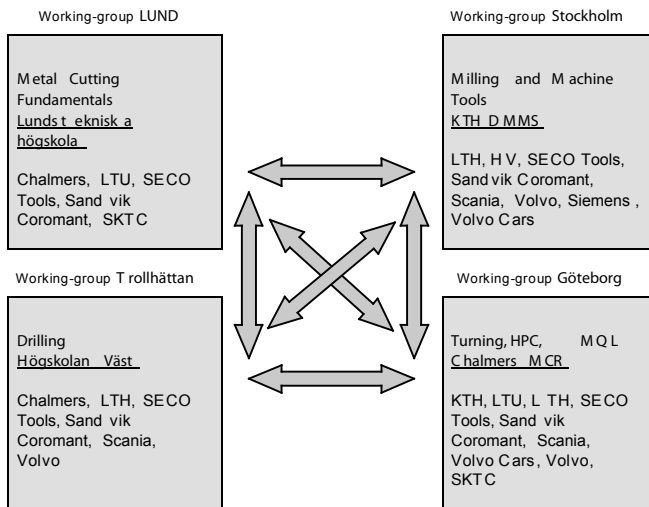 Working-group LUND
Metal Cutting
Fundamentals
Lunds tekniska
högskola
Chalmers, LTU, SECO
Tools, Sandvik
Coromant, SKTC
Working-group Stockholm
Milling and Machine
Tools
KTH DMMS
LTH, HV, SECO Tools,
Sandvik Coromant,
Scania, Volvo, Siemens,
Volvo Cars
Working-group Trollhättan
Drilling
Högskolan Väst
Chalmers, LTH, SECO
Tools, Sandvik
Coromant, Scania,
Volvo
Working-group Göteborg
Turning, HPC, MQL
Chalmers MCR
KTH, LTU, LTH, SECO
Tools, Sandvik
Coromant, Scania,
Volvo Cars, Volvo,
SKTC